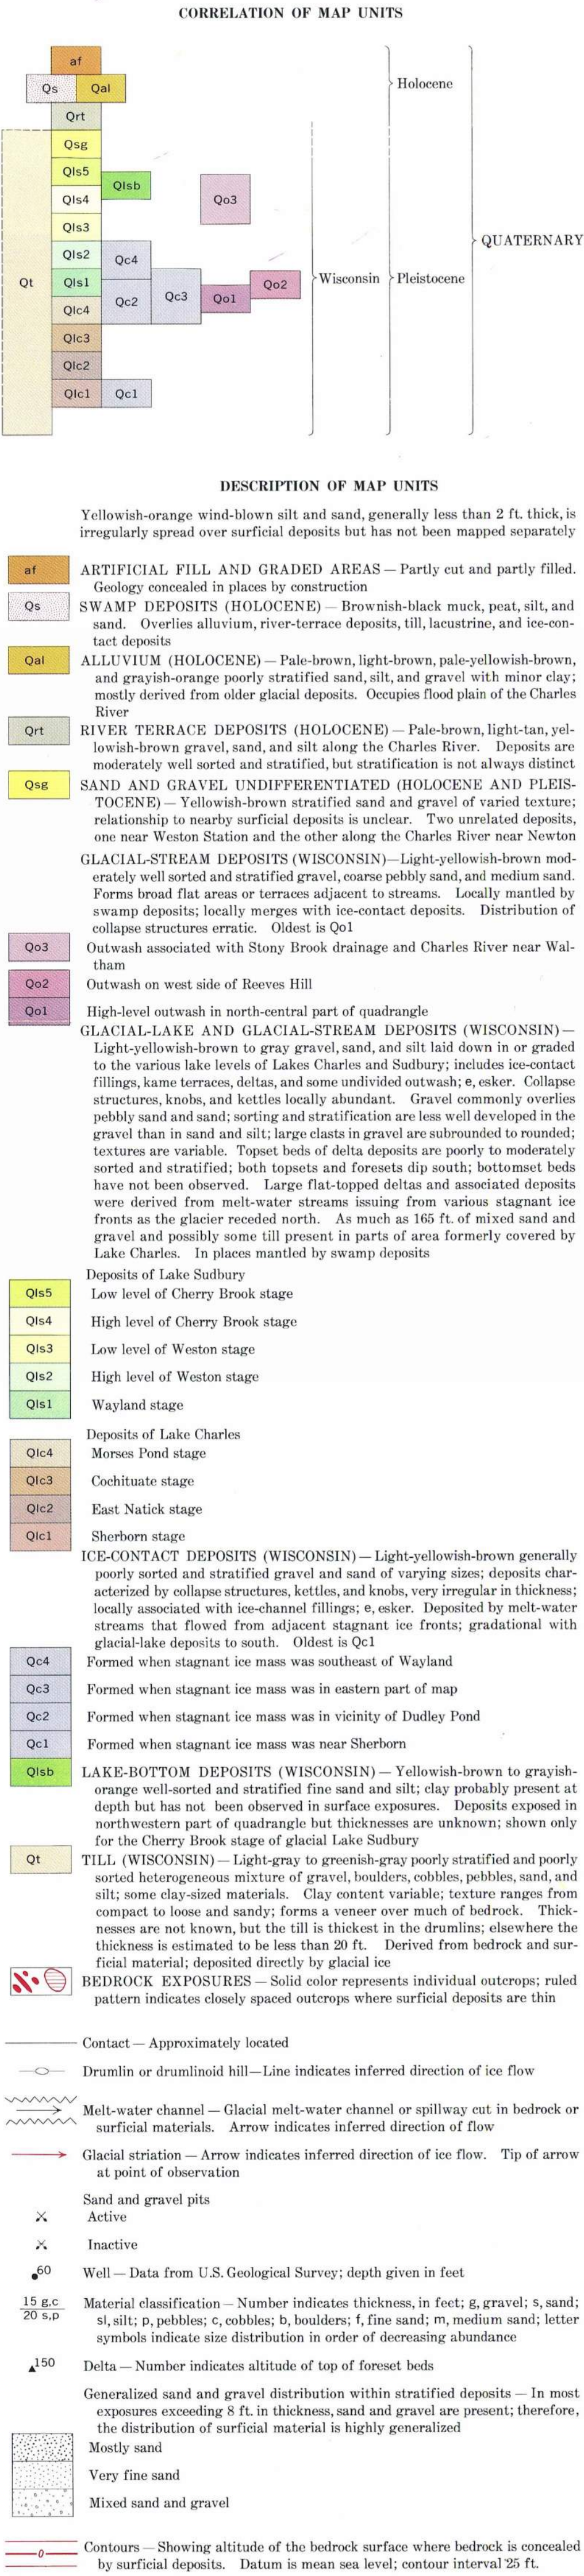 CORRELATION OF MAP UNITS
af
Qs Qal
Holocene
Qrt
Qsg
Qls5
Qlsb
Qls4
Qo3
Qls3
QUATERNARY
Qls2
Qc4
Qt
Qls1
Qc3
Qo2
Wisconsin
Pleistocene
Qc2
Qo1
Qlc4
Qlc3
Qlc2
Qlc1
Qc1
DESCRIPTION OF MAP UNITS
Yellowish-orange wind-blown silt and sand, generally less than 2 ft. thick, is
irregularly spread over surficial deposits but has not been mapped separately
af ARTIFICIAL FILL AND GRADED AREAS — Partly cut and partly filled.
Geology concealed in places by construction
Qs SWAMP DEPOSITS (HOLOCENE) — Brownish-black muck, peat, silt, and
sand. Overlies alluvium, river-terrace deposits, till, lacustrine, and ice-con-
tact deposits
Qal ALLUVIUM (HOLOCENE) — Pale-brown, light-brown, pale-yellowish-brown,
and grayish-orange poorly stratified sand, silt, and gravel with minor clay;
mostly derived from older glacial deposits. Occupies flood plain of the Charles
River
Qrt RIVER TERRACE DEPOSITS (HOLOCENE) — Pale-brown, light-tan, yel-
lowish-brown gravel, sand, and silt along the Charles River. Deposits are
moderately well sorted and stratified, but stratification is not always distinct
Qsg SAND AND GRAVEL UNDIFFERENTIATED (HOLOCENE AND PLEIS-
TOCENE) — Yellowish-brown stratified sand and gravel of varied texture;
relationship to nearby surficial deposits is unclear. Two unrelated deposits,
one near Weston Station and the other along the Charles River near Newton
GLACIAL-STREAM DEPOSITS (WISCONSIN)—Light-yellowish-brown mod-
erately well sorted and stratified gravel, coarse pebbly sand, and medium sand.
Forms broad flat areas or terraces adjacent to streams. Locally mantled by
swamp deposits; locally merges with ice-contact deposits. Distribution of
collapse structures erratic. Oldest is Qo1
Qo3 Outwash associated with Stony Brook drainage and Charles River near Wal-
tham
Qo2 Outwash on west side of Reeves Hill
Qo1 High-level outwash in north-central part of quadrangle
GLACIAL-LAKE AND GLACIAL-STREAM DEPOSITS (WISCONSIN) —
Light-yellowish-brown to gray gravel, sand, and silt laid down in or graded
to the various lake levels of Lakes Charles and Sudbury; includes ice-contact
fillings, kame terraces, deltas, and some undivided outwash; e, esker. Collapse
structures, knobs, and kettles locally abundant. Gravel commonly overlies
pebbly sand and sand; sorting and stratification are less well developed in the
gravel than in sand and silt; large clasts in gravel are subrounded to rounded;
textures are variable. Topset beds of delta deposits are poorly to moderately
sorted and stratified; both topsets and foresets dip south; bottomset beds
have not been observed. Large flat-topped deltas and associated deposits
were derived from melt-water streams issuing from various stagnant ice
fronts as the glacier receded north. As much as 165 ft. of mixed sand and
gravel and possibly some till present in parts of area formerly covered by
Lake Charles. In places mantled by swamp deposits
Deposits of Lake Sudbury
Qls5 Low level of Cherry Brook stage
Qls4 High level of Cherry Brook stage
Qls3 Low level of Weston stage
Qls2 High level of Weston stage
Qls1 Wayland stage
Deposits of Lake Charles
Qlc4 Morses Pond stage
Qlc3 Cochituate stage
Qlc2 East Natick stage
Qlc1 Sherborn stage
ICE-CONTACT DEPOSITS (WISCONSIN) — Light-yellowish-brown generally
poorly sorted and stratified gravel and sand of varying sizes; deposits char-
acterized by collapse structures, kettles, and knobs, very irregular in thickness;
locally associated with ice-channel fillings; e, esker. Deposited by melt-water
streams that flowed from adjacent stagnant ice fronts; gradational with
glacial-lake deposits to south. Oldest is Qc1
Qc4 Formed when stagnant ice mass was southeast of Wayland
Qc3 Formed when stagnant ice mass was in eastern part of map
Qc2 Formed when stagnant ice mass was in vicinity of Dudley Pond
Qc1 Formed when stagnant ice mass was near Sherborn
Qlsb LAKE-BOTTOM DEPOSITS (WISCONSIN) — Yellowish-brown to grayish-
orange well-sorted and stratified fine sand and silt; clay probably present at
depth but has not been observed in surface exposures. Deposits exposed in
northwestern part of quadrangle but thicknesses are unknown; shown only
for the Cherry Brook stage of glacial Lake Sudbury
Qt TILL (WISCONSIN) — Light-gray to greenish-gray poorly stratified and poorly
sorted heterogeneous mixture of gravel, boulders, cobbles, pebbles, sand, and
silt; some clay-sized materials. Clay content variable; texture ranges from
compact to loose and sandy; forms a veneer over much of bedrock. Thick-
nesses are not known, but the till is thickest in the drumlins; elsewhere the
thickness is estimated to be less than 20 ft. Derived from bedrock and sur-
ficial material; deposited directly by glacial ice
BEDROCK EXPOSURES — Solid color represents individual outcrops; ruled
pattern indicates closely spaced outcrops where surficial deposits are thin
Contact — Approximately located
Drumlin or drumlinoid hill—Line indicates inferred direction of ice flow
Melt-water channel — Glacial melt-water channel or spillway cut in bedrock or
surficial materials. Arrow indicates inferred direction of flow
Glacial striation — Arrow indicates inferred direction of ice flow. Tip of arrow
at point of observation
Sand and gravel pits
Active
Inactive
60 Well — Data from U.S. Geological Survey; depth given in feet
15 g,c
20 s,p
Material classification — Number indicates thickness, in feet; g, gravel; s, sand;
sl, silt; p, pebbles; c, cobbles; b, boulders; f, fine sand; m, medium sand; letter
symbols indicate size distribution in order of decreasing abundance
150 Delta — Number indicates altitude of top of foreset beds
Generalized sand and gravel distribution within stratified deposits — In most
exposures exceeding 8 ft. in thickness, sand and gravel are present; therefore,
the distribution of surficial material is highly generalized
Mostly sand
Very fine sand
Mixed sand and gravel
0 Contours — Showing altitude of the bedrock surface where bedrock is concealed
by surficial deposits. Datum is mean sea level; contour interval 25 ft.